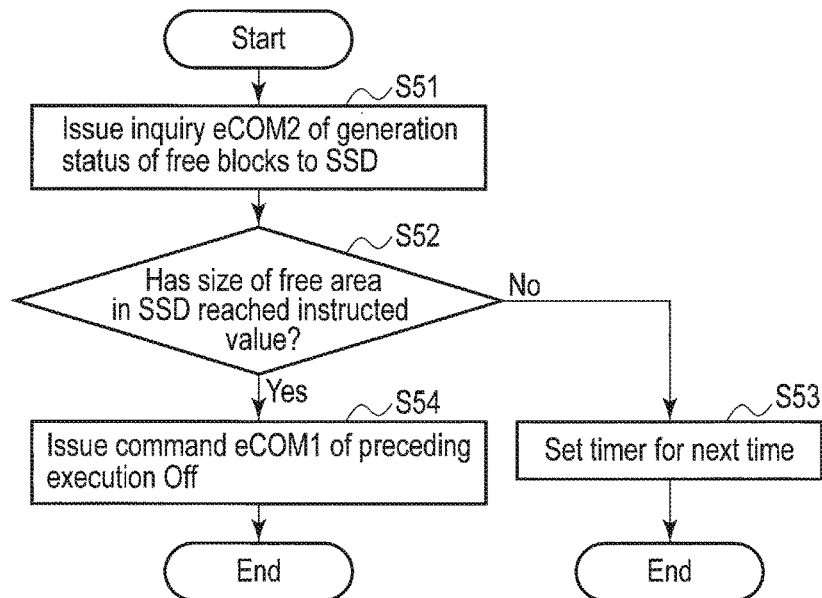 Start
S51
Issue inquiry eCOM2 of generation
status of free blocks to SSD
S52
Has size of free area
in SSD reached instructed
value?
No
Yes
S54
Issue command eCOM1 of preceding
execution Off
S53
Set timer for next time
End
End